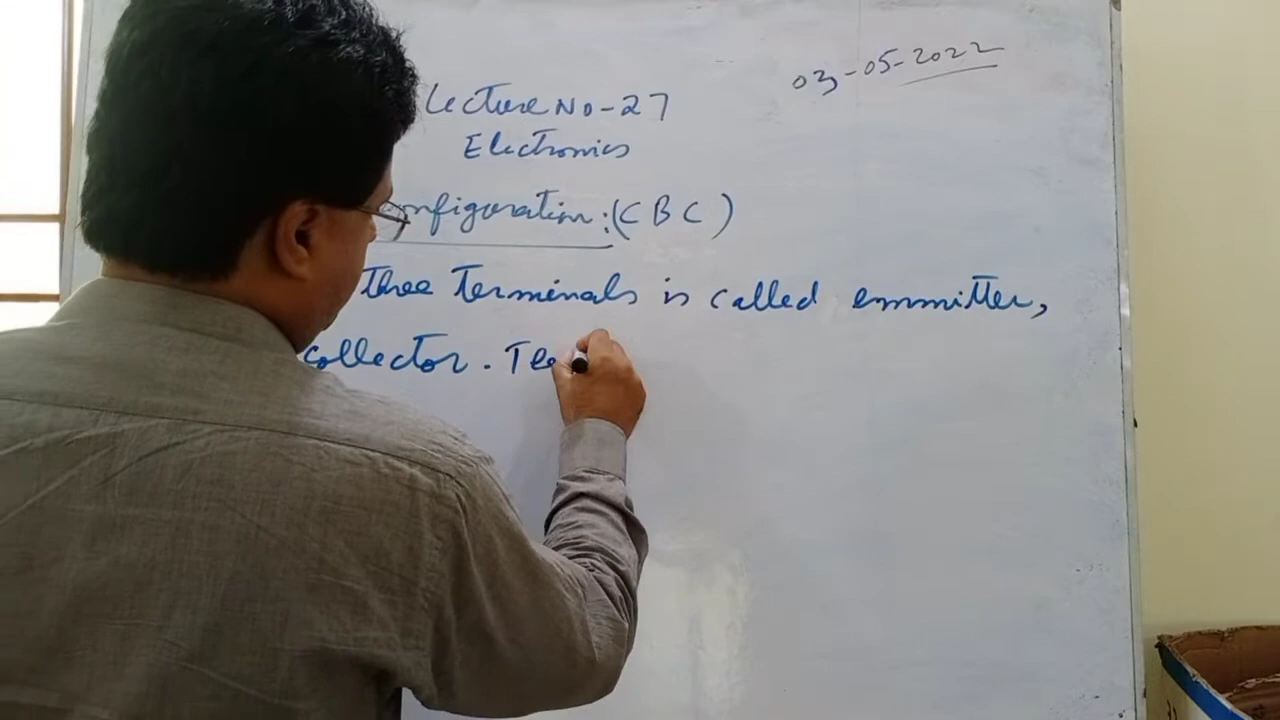 03-05-2022
Lecture No-27
Electronics
onfiguration:(CBC)
three terminals is called emmitter,
collector. The